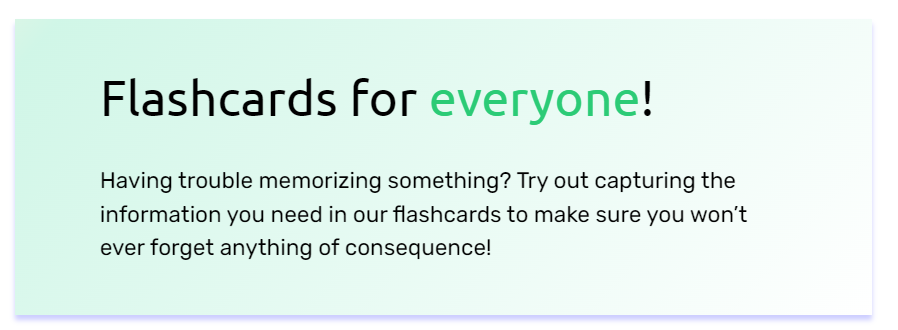 Flashcards for everyone!
Having trouble memorizing something? Try out capturing the
information you need in our flashcards to make sure you won’t
ever forget anything of consequence!